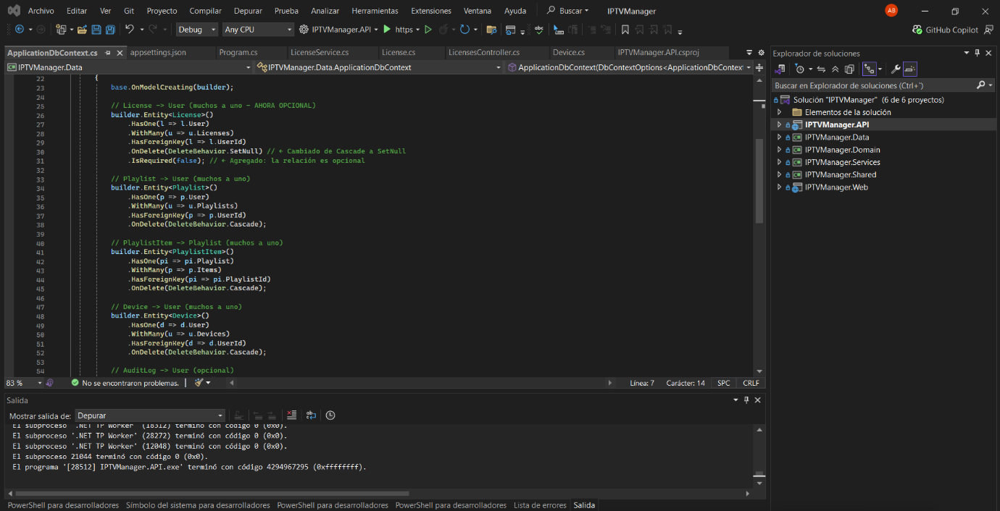 Archivo Editar Ver Git Proyecto Compilar Depurar Prueba Analizar Herramientas Extensiones Ventana Ayuda Buscar IPTVManager AB
Debug Any CPU IPTVManager.API https abc GitHub Copilot
ApplicationDbContext.cs appsettings.json Program.cs LicenseService.cs License.cs LicensesController.cs Device.cs IPTVManager.API.csproj
IPTVManager.Data IPTVManager.Data.ApplicationDbContext ApplicationDbContext(DbContextOptions<ApplicationDbContext
22 {
23 base.OnModelCreating(builder);
24
25 // License -> User (muchos a uno - AHORA OPCIONAL)
26 builder.Entity<License>()
27 .HasOne(l => l.User)
28 .WithMany(u => u.Licenses)
29 .HasForeignKey(l => l.UserId)
30 .OnDelete(DeleteBehavior.SetNull) // ← Cambiado de Cascade a SetNull
31 .IsRequired(false); // ← Agregado: la relación es opcional
32
33 // Playlist -> User (muchos a uno)
34 builder.Entity<Playlist>()
35 .HasOne(p => p.User)
36 .WithMany(u => u.Playlists)
37 .HasForeignKey(p => p.UserId)
38 .OnDelete(DeleteBehavior.Cascade);
39
40 // PlaylistItem -> Playlist (muchos a uno)
41 builder.Entity<PlaylistItem>()
42 .HasOne(pi => pi.Playlist)
43 .WithMany(p => p.Items)
44 .HasForeignKey(pi => pi.PlaylistId)
45 .OnDelete(DeleteBehavior.Cascade);
46
47 // Device -> User (muchos a uno)
48 builder.Entity<Device>()
49 .HasOne(d => d.User)
50 .WithMany(u => u.Devices)
51 .HasForeignKey(d => d.UserId)
52 .OnDelete(DeleteBehavior.Cascade);
53
54 // AuditLog -> User (opcional)
83 % No se encontraron problemas. Línea: 7 Carácter: 14 SPC CRLF
Salida
Mostrar salida de: Depurar
El subproceso '.NET TP Worker' (18312) terminó con código 0 (0x0).
El subproceso '.NET TP Worker' (28272) terminó con código 0 (0x0).
El subproceso '.NET TP Worker' (12048) terminó con código 0 (0x0).
El subproceso 21044 terminó con código 0 (0x0).
El programa '[28512] IPTVManager.API.exe' terminó con código 4294967295 (0xffffffff).
PowerShell para desarrolladores Símbolo del sistema para desarrolladores PowerShell para desarrolladores PowerShell para desarrolladores Lista de errores Salida
Explorador de soluciones
Buscar en Explorador de soluciones (Ctrl+`)
Solución "IPTVManager" (6 de 6 proyectos)
Elementos de la solución
IPTVManager.API
IPTVManager.Data
IPTVManager.Domain
IPTVManager.Services
IPTVManager.Shared
IPTVManager.Web